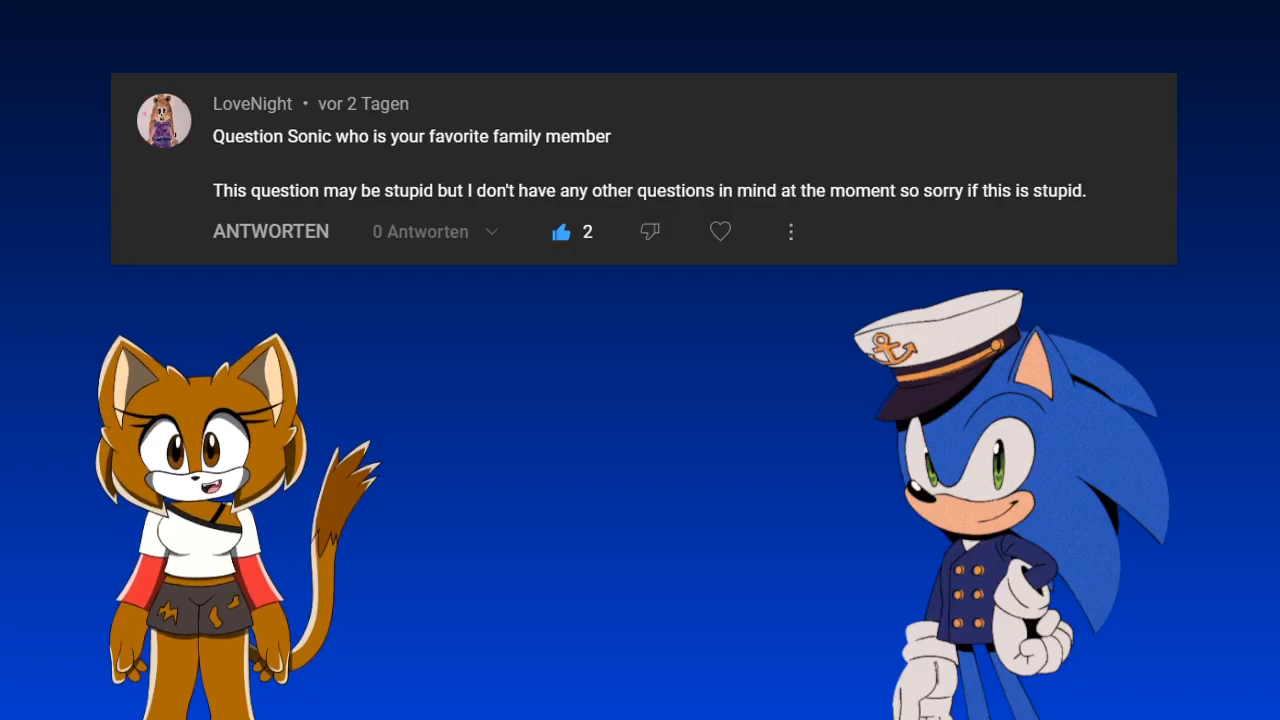 LoveNight • vor 2 Tagen
Question Sonic who is your favorite family member
This question may be stupid but I don't have any other questions in mind at the moment so sorry if this is stupid.
ANTWORTEN 0 Antworten 2